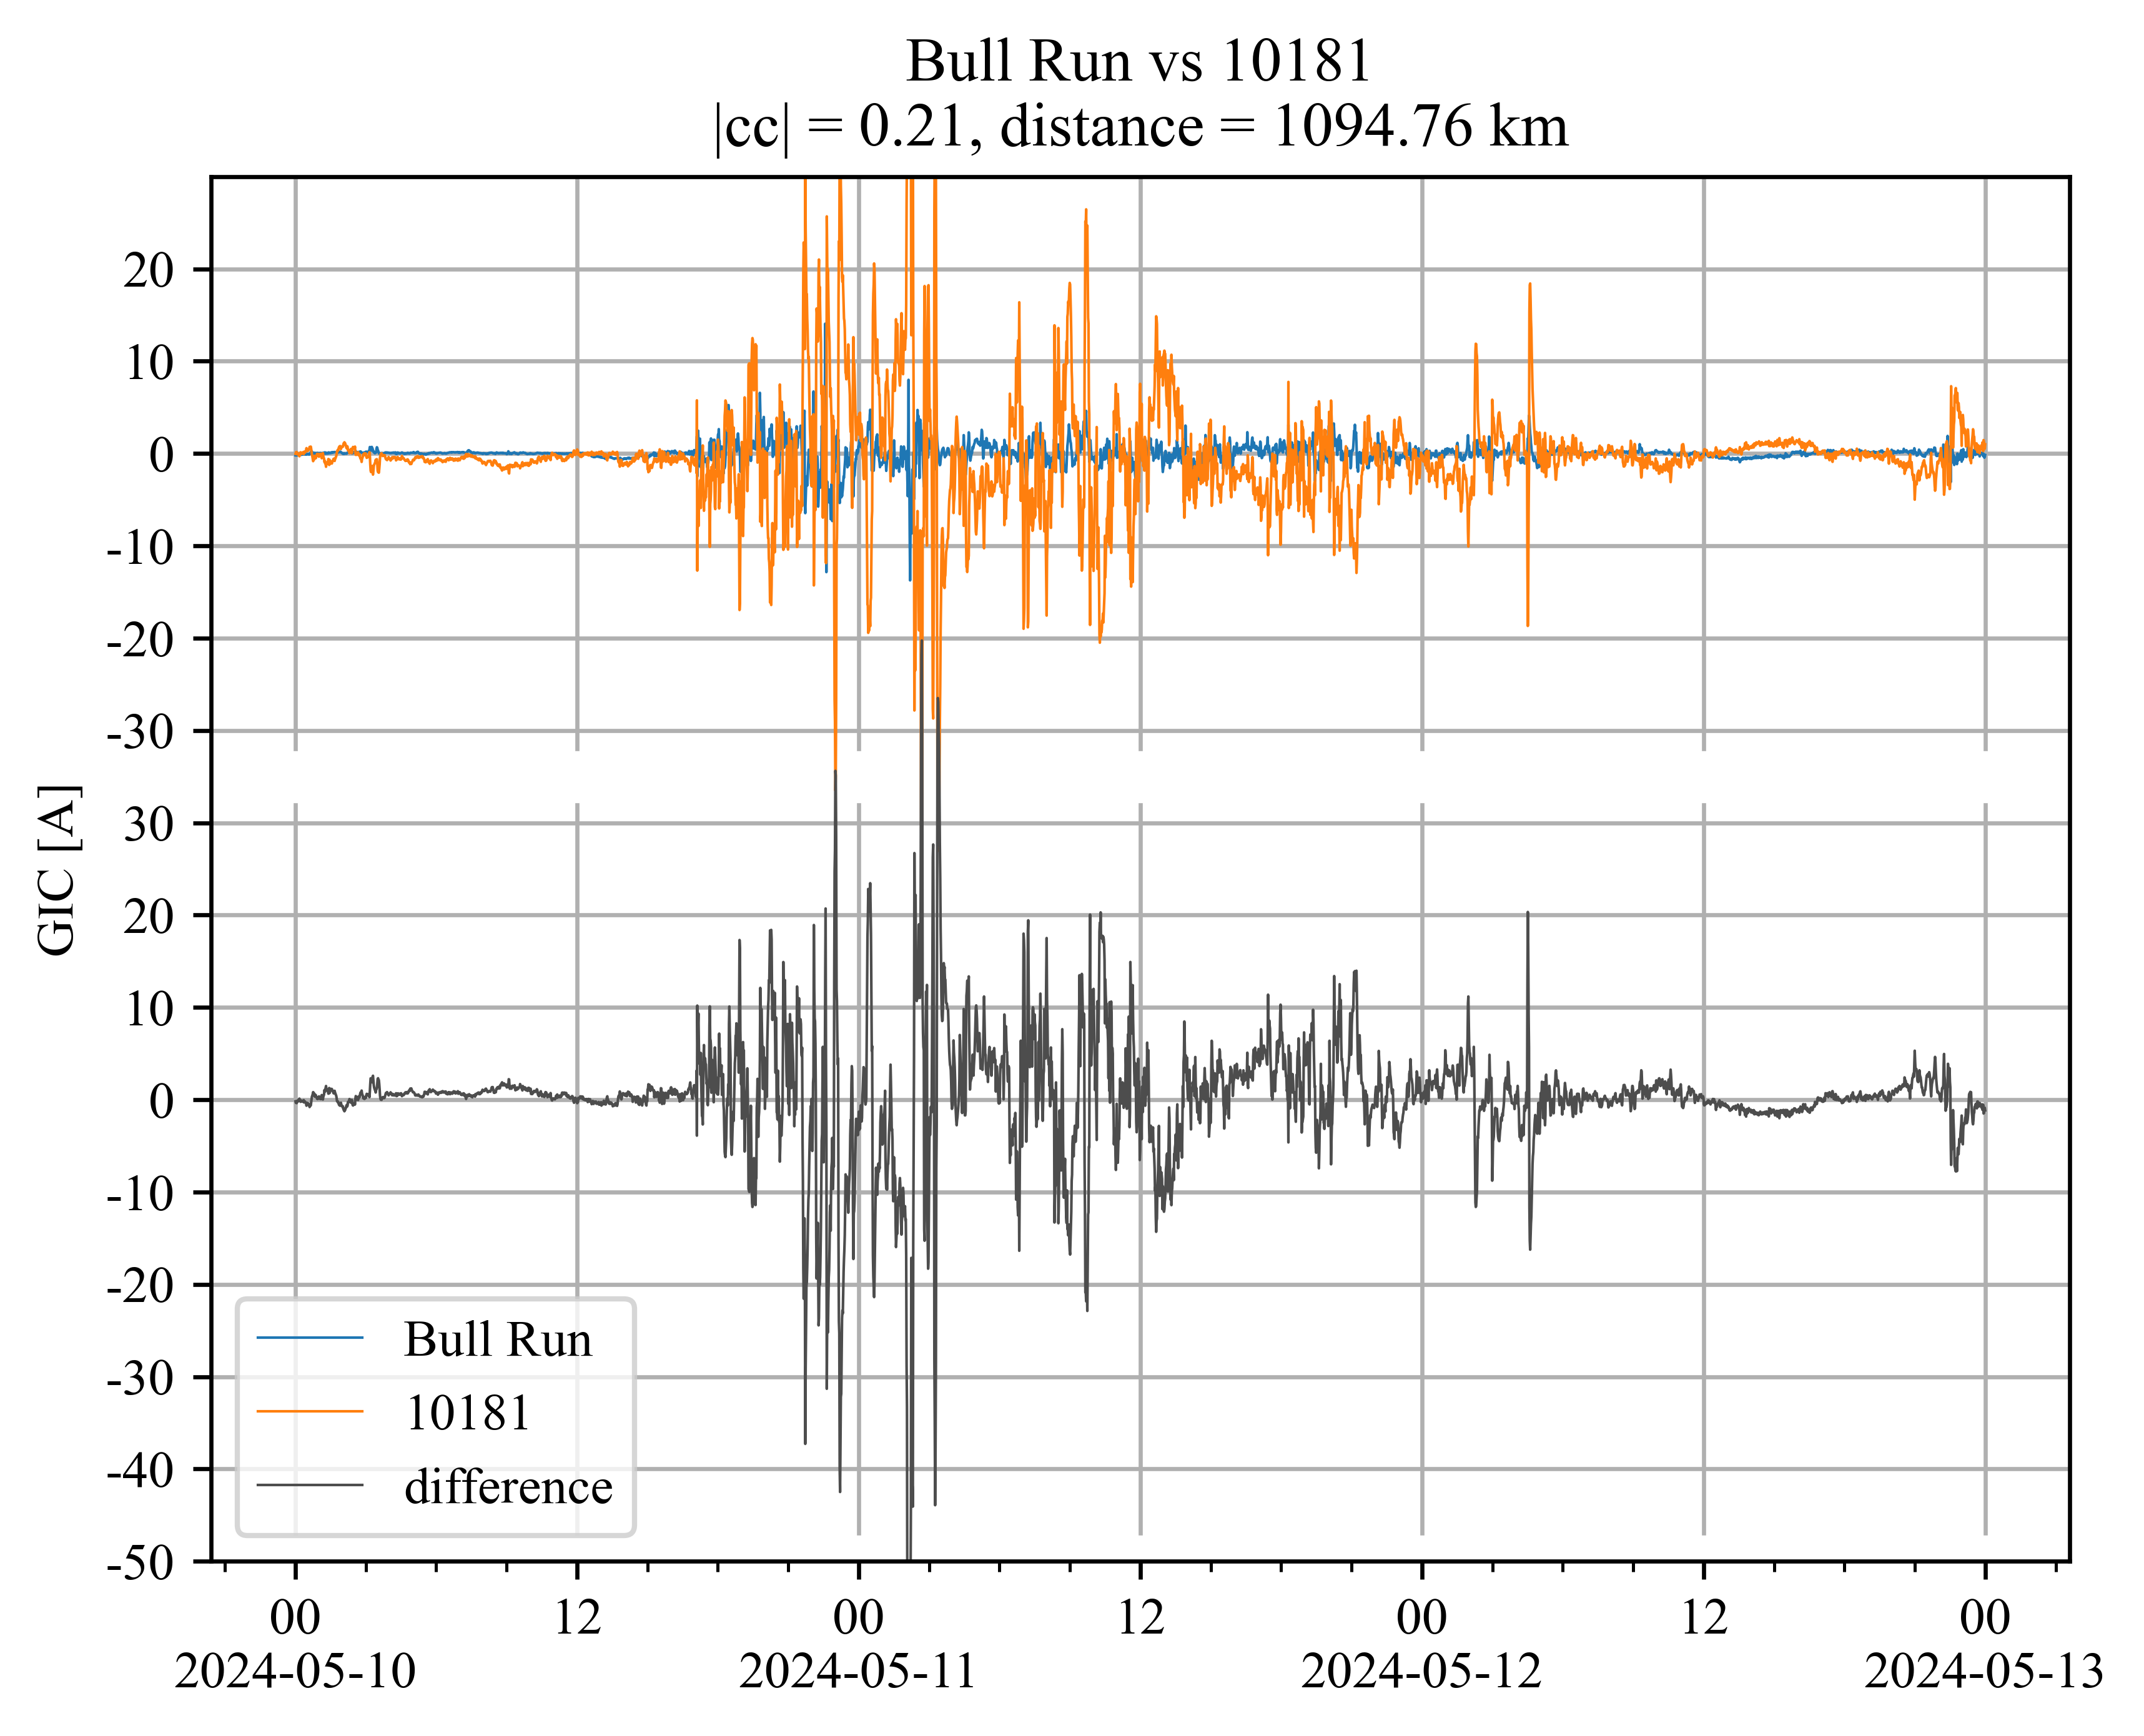 Bull Run vs 10181
|cc| = 0.21, distance = 1094.76 km
GIC [A]
20
10
0
-10
-20
-30
30
20
10
0
-10
-20
-30
-40
-50
Bull Run
10181
difference
00 12 00 12 00 12 00
2024-05-10 2024-05-11 2024-05-12 2024-05-13